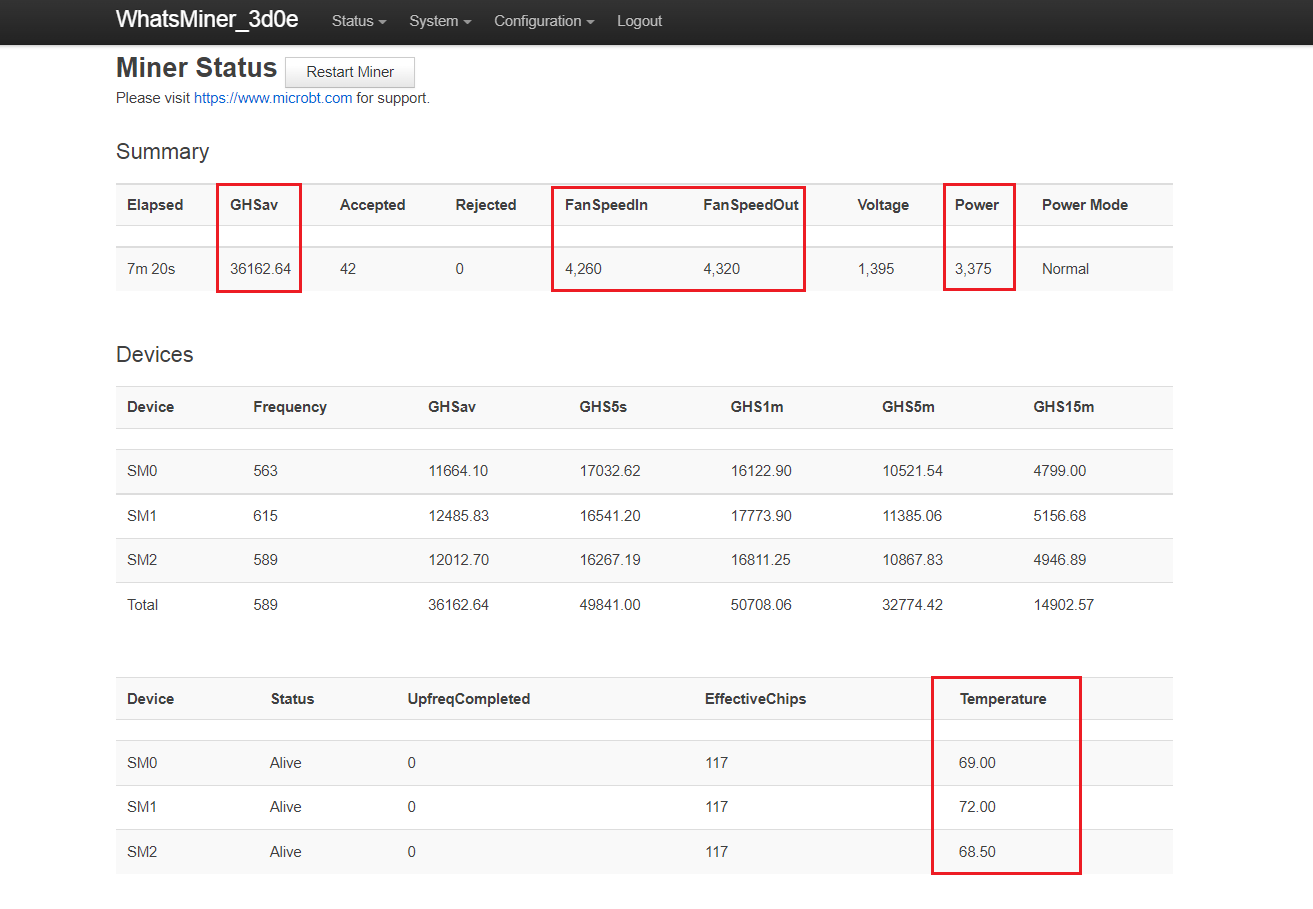 WhatsMiner_3d0e Status System Configuration Logout
Miner Status Restart Miner
Please visit https://www.microbt.com for support.
Summary
Elapsed GHSav Accepted Rejected FanSpeedIn FanSpeedOut Voltage Power Power Mode
7m 20s 36162.64 42 0 4,260 4,320 1,395 3,375 Normal
Devices
Device Frequency GHSav GHS5s GHS1m GHS5m GHS15m
SM0 563 11664.10 17032.62 16122.90 10521.54 4799.00
SM1 615 12485.83 16541.20 17773.90 11385.06 5156.68
SM2 589 12012.70 16267.19 16811.25 10867.83 4946.89
Total 589 36162.64 49841.00 50708.06 32774.42 14902.57
Device Status UpfreqCompleted EffectiveChips Temperature
SM0 Alive 0 117 69.00
SM1 Alive 0 117 72.00
SM2 Alive 0 117 68.50